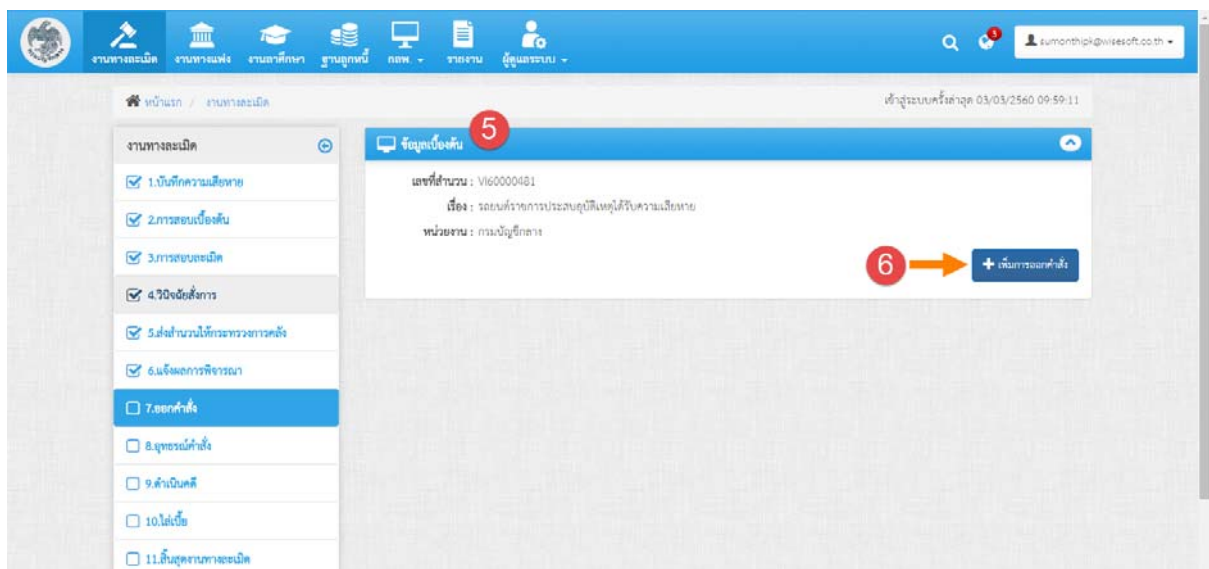 งานทางละเมิด งานทางแพ่ง งานลาศึกษา ฐานลูกหนี้ กลพ. รายงาน ผู้ดูแลระบบ
3
sumonthipk@wisesoft.co.th
หน้าแรก / งานทางละเมิด
เข้าสู่ระบบครั้งล่าสุด 03/03/2560 09:59:11
งานทางละเมิด
1.บันทึกความเสียหาย
2.การสอบเบื้องต้น
3.การสอบละเมิด
4.วินิจฉัยสั่งการ
5.ส่งสำนวนให้กระทรวงการคลัง
6.แจ้งผลการพิจารณา
7.ออกคำสั่ง
8.อุทธรณ์คำสั่ง
9.ดำเนินคดี
10.ไล่เบี้ย
11.สิ้นสุดงานทางละเมิด
ข้อมูลเบื้องต้น
5
เลขที่สำนวน : VI60000481
เรื่อง : รถยนต์ราชการประสบอุบัติเหตุได้รับความเสียหาย
หน่วยงาน : กรมบัญชีกลาง
6
เพิ่มการออกคำสั่ง